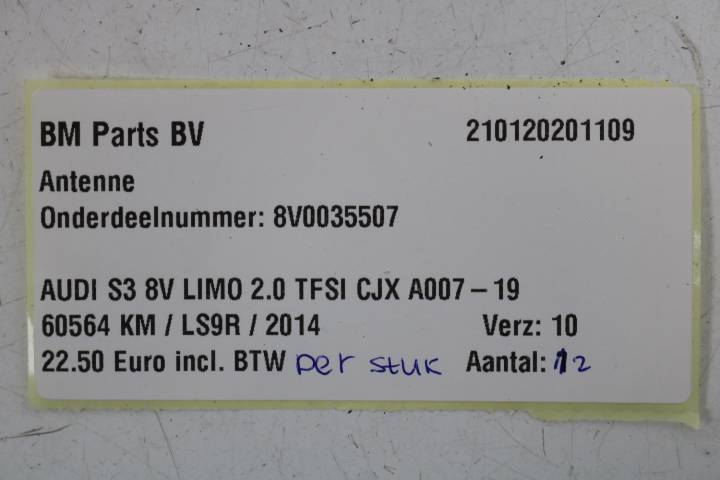 BM Parts BV 210120201109
Antenne
Onderdeelnummer: 8V0035507
AUDI S3 8V LIMO 2.0 TFSI CJX A007-19
60564 KM / LS9R / 2014 Verz: 10
22.50 Euro incl. BTW per stuk Aantal: 2